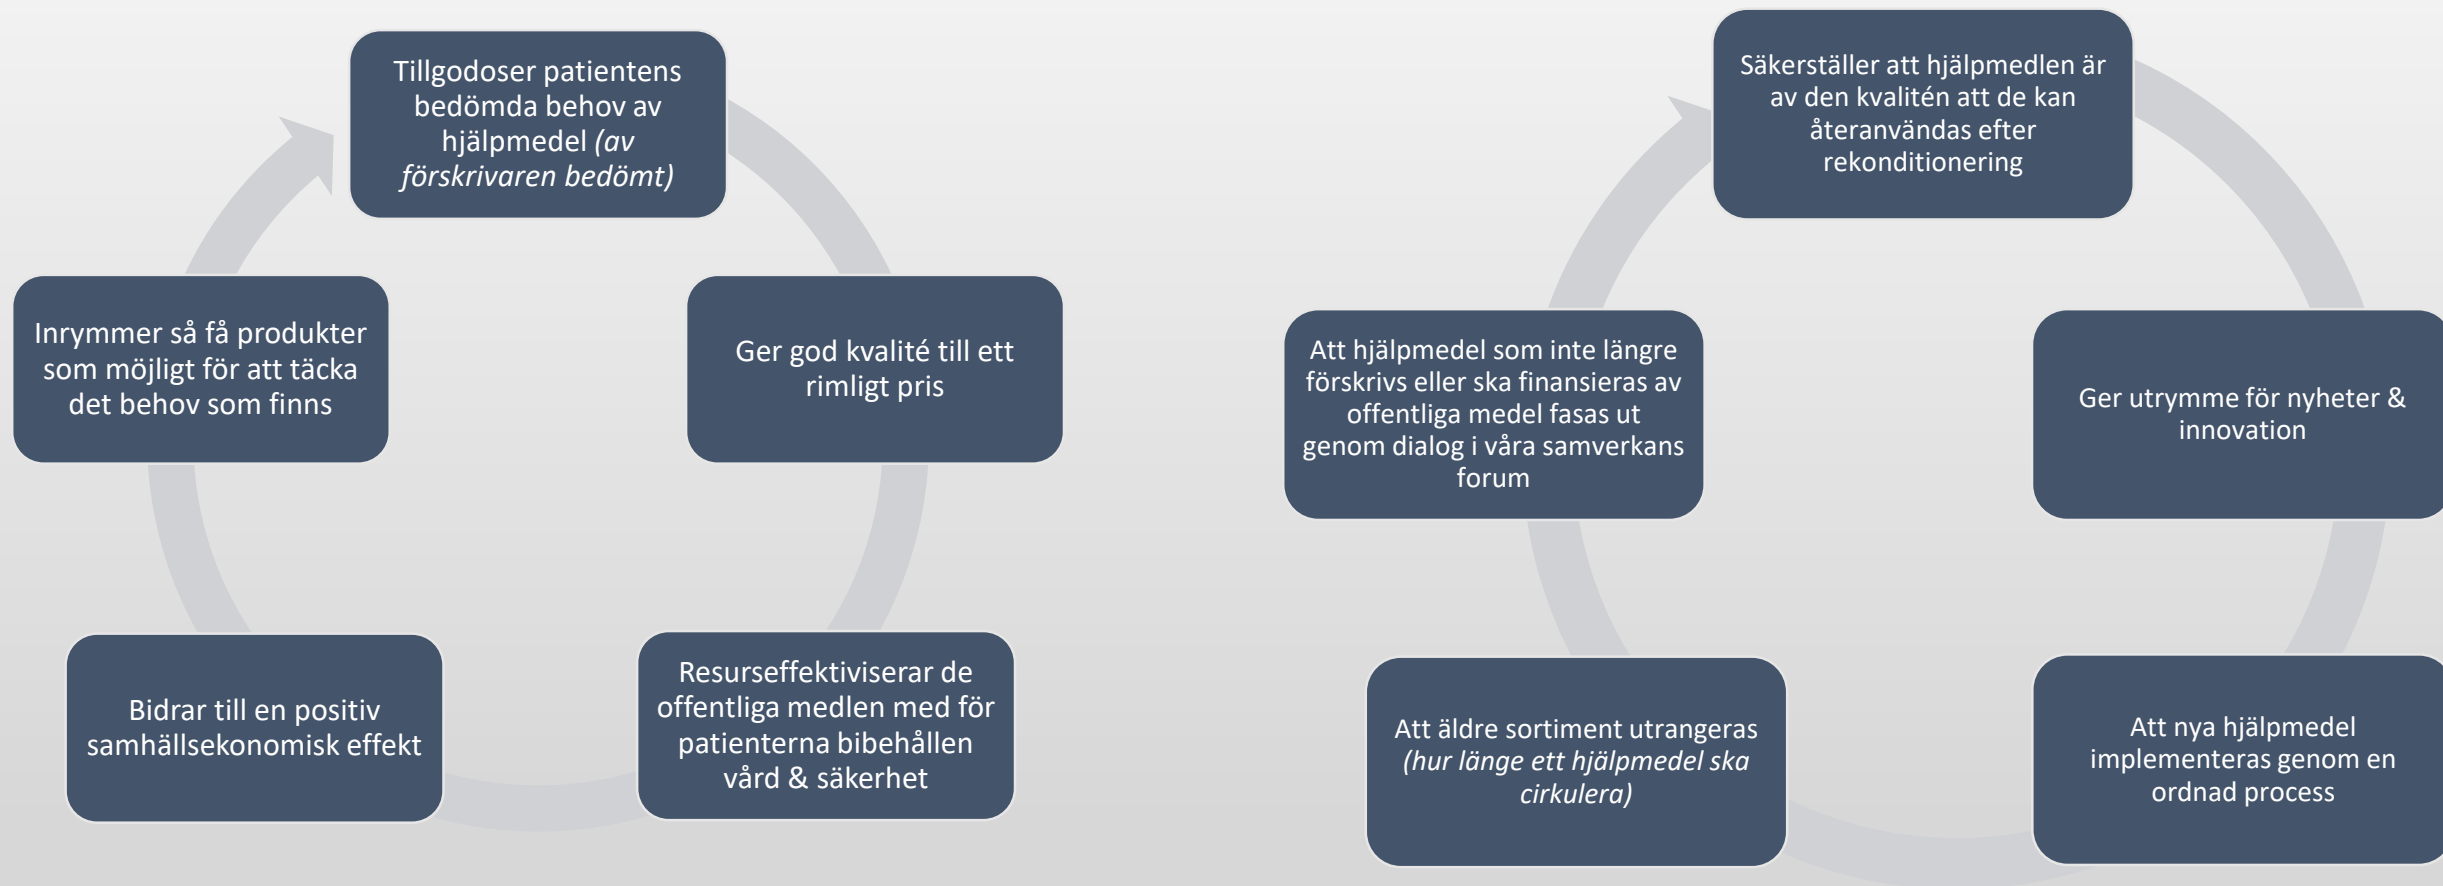 Tillgodoser patientens
bedömda behov av
hjälpmedel (av
förskrivaren bedömt)
Ger god kvalité till ett
rimligt pris
Resurseffektiviserar de
offentliga medlen med för
patienterna bibehållen
vård & säkerhet
Bidrar till en positiv
samhällsekonomisk effekt
Inrymmer så få produkter
som möjligt för att täcka
det behov som finns
Säkerställer att hjälpmedlen är
av den kvalitén att de kan
återanvändas efter
rekonditionering
Ger utrymme för nyheter &
innovation
Att nya hjälpmedel
implementeras genom en
ordnad process
Att äldre sortiment utrangeras
(hur länge ett hjälpmedel ska
cirkulera)
Att hjälpmedel som inte längre
förskrivs eller ska finansieras av
offentliga medel fasas ut
genom dialog i våra samverkans
forum